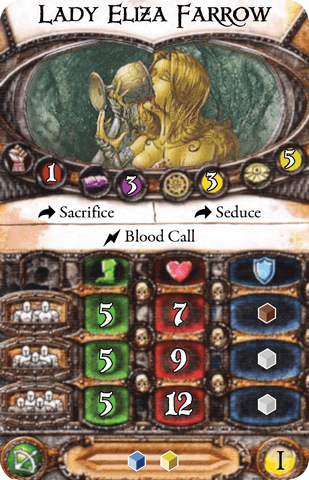 LADY ELIZA FARROW
1 3 3 5
Sacrifice Seduce
Blood Call
5 7
5 9
5 12
I